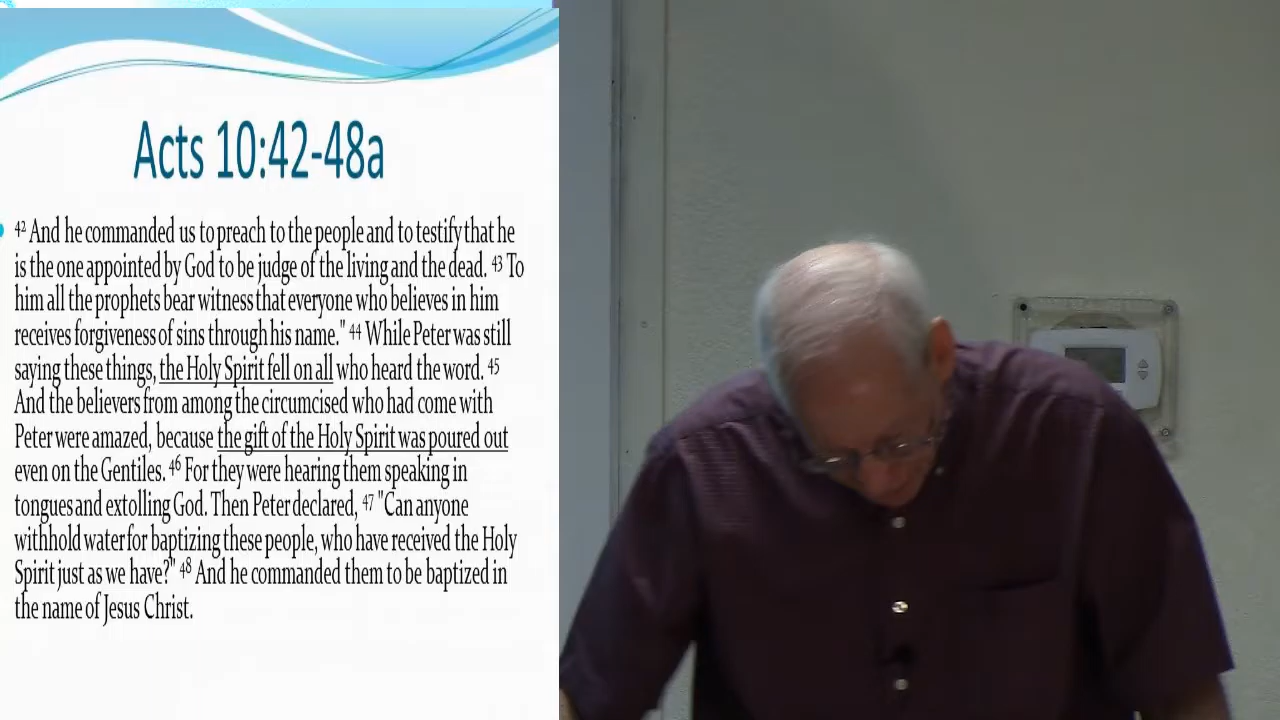 Acts 10:42-48a
42 And he commanded us to preach to the people and to testify that he
is the one appointed by God to be judge of the living and the dead. 43 To
him all the prophets bear witness that everyone who believes in him
receives forgiveness of sins through his name." 44 While Peter was still
saying these things, the Holy Spirit fell on all who heard the word. 45
And the believers from among the circumcised who had come with
Peter were amazed, because the gift of the Holy Spirit was poured out
even on the Gentiles. 46 For they were hearing them speaking in
tongues and extolling God. Then Peter declared, 47 "Can anyone
withhold water for baptizing these people, who have received the Holy
Spirit just as we have?" 48 And he commanded them to be baptized in
the name of Jesus Christ.